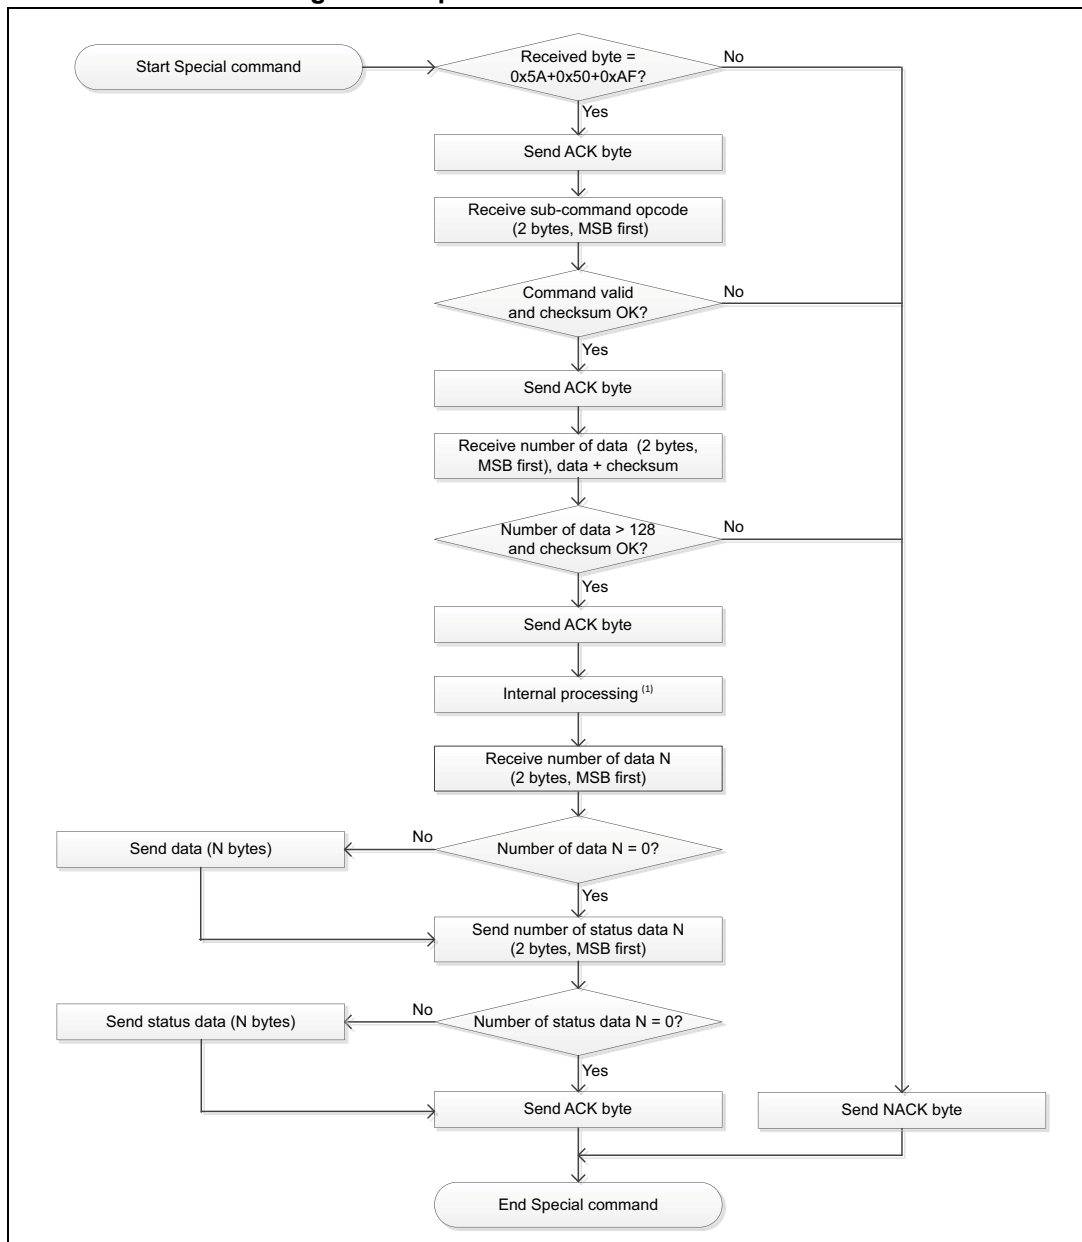 Start Special command
Received byte =
0x5A+0x50+0xAF?
No
Yes
Send ACK byte
Receive sub-command opcode
(2 bytes, MSB first)
Command valid
and checksum OK?
No
Yes
Send ACK byte
Receive number of data (2 bytes,
MSB first), data + checksum
Number of data > 128
and checksum OK?
No
Yes
Send ACK byte
Internal processing (1)
Receive number of data N
(2 bytes, MSB first)
Number of data N = 0?
No
Send data (N bytes)
Yes
Send number of status data N
(2 bytes, MSB first)
Number of status data N = 0?
No
Send status data (N bytes)
Yes
Send ACK byte
Send NACK byte
End Special command